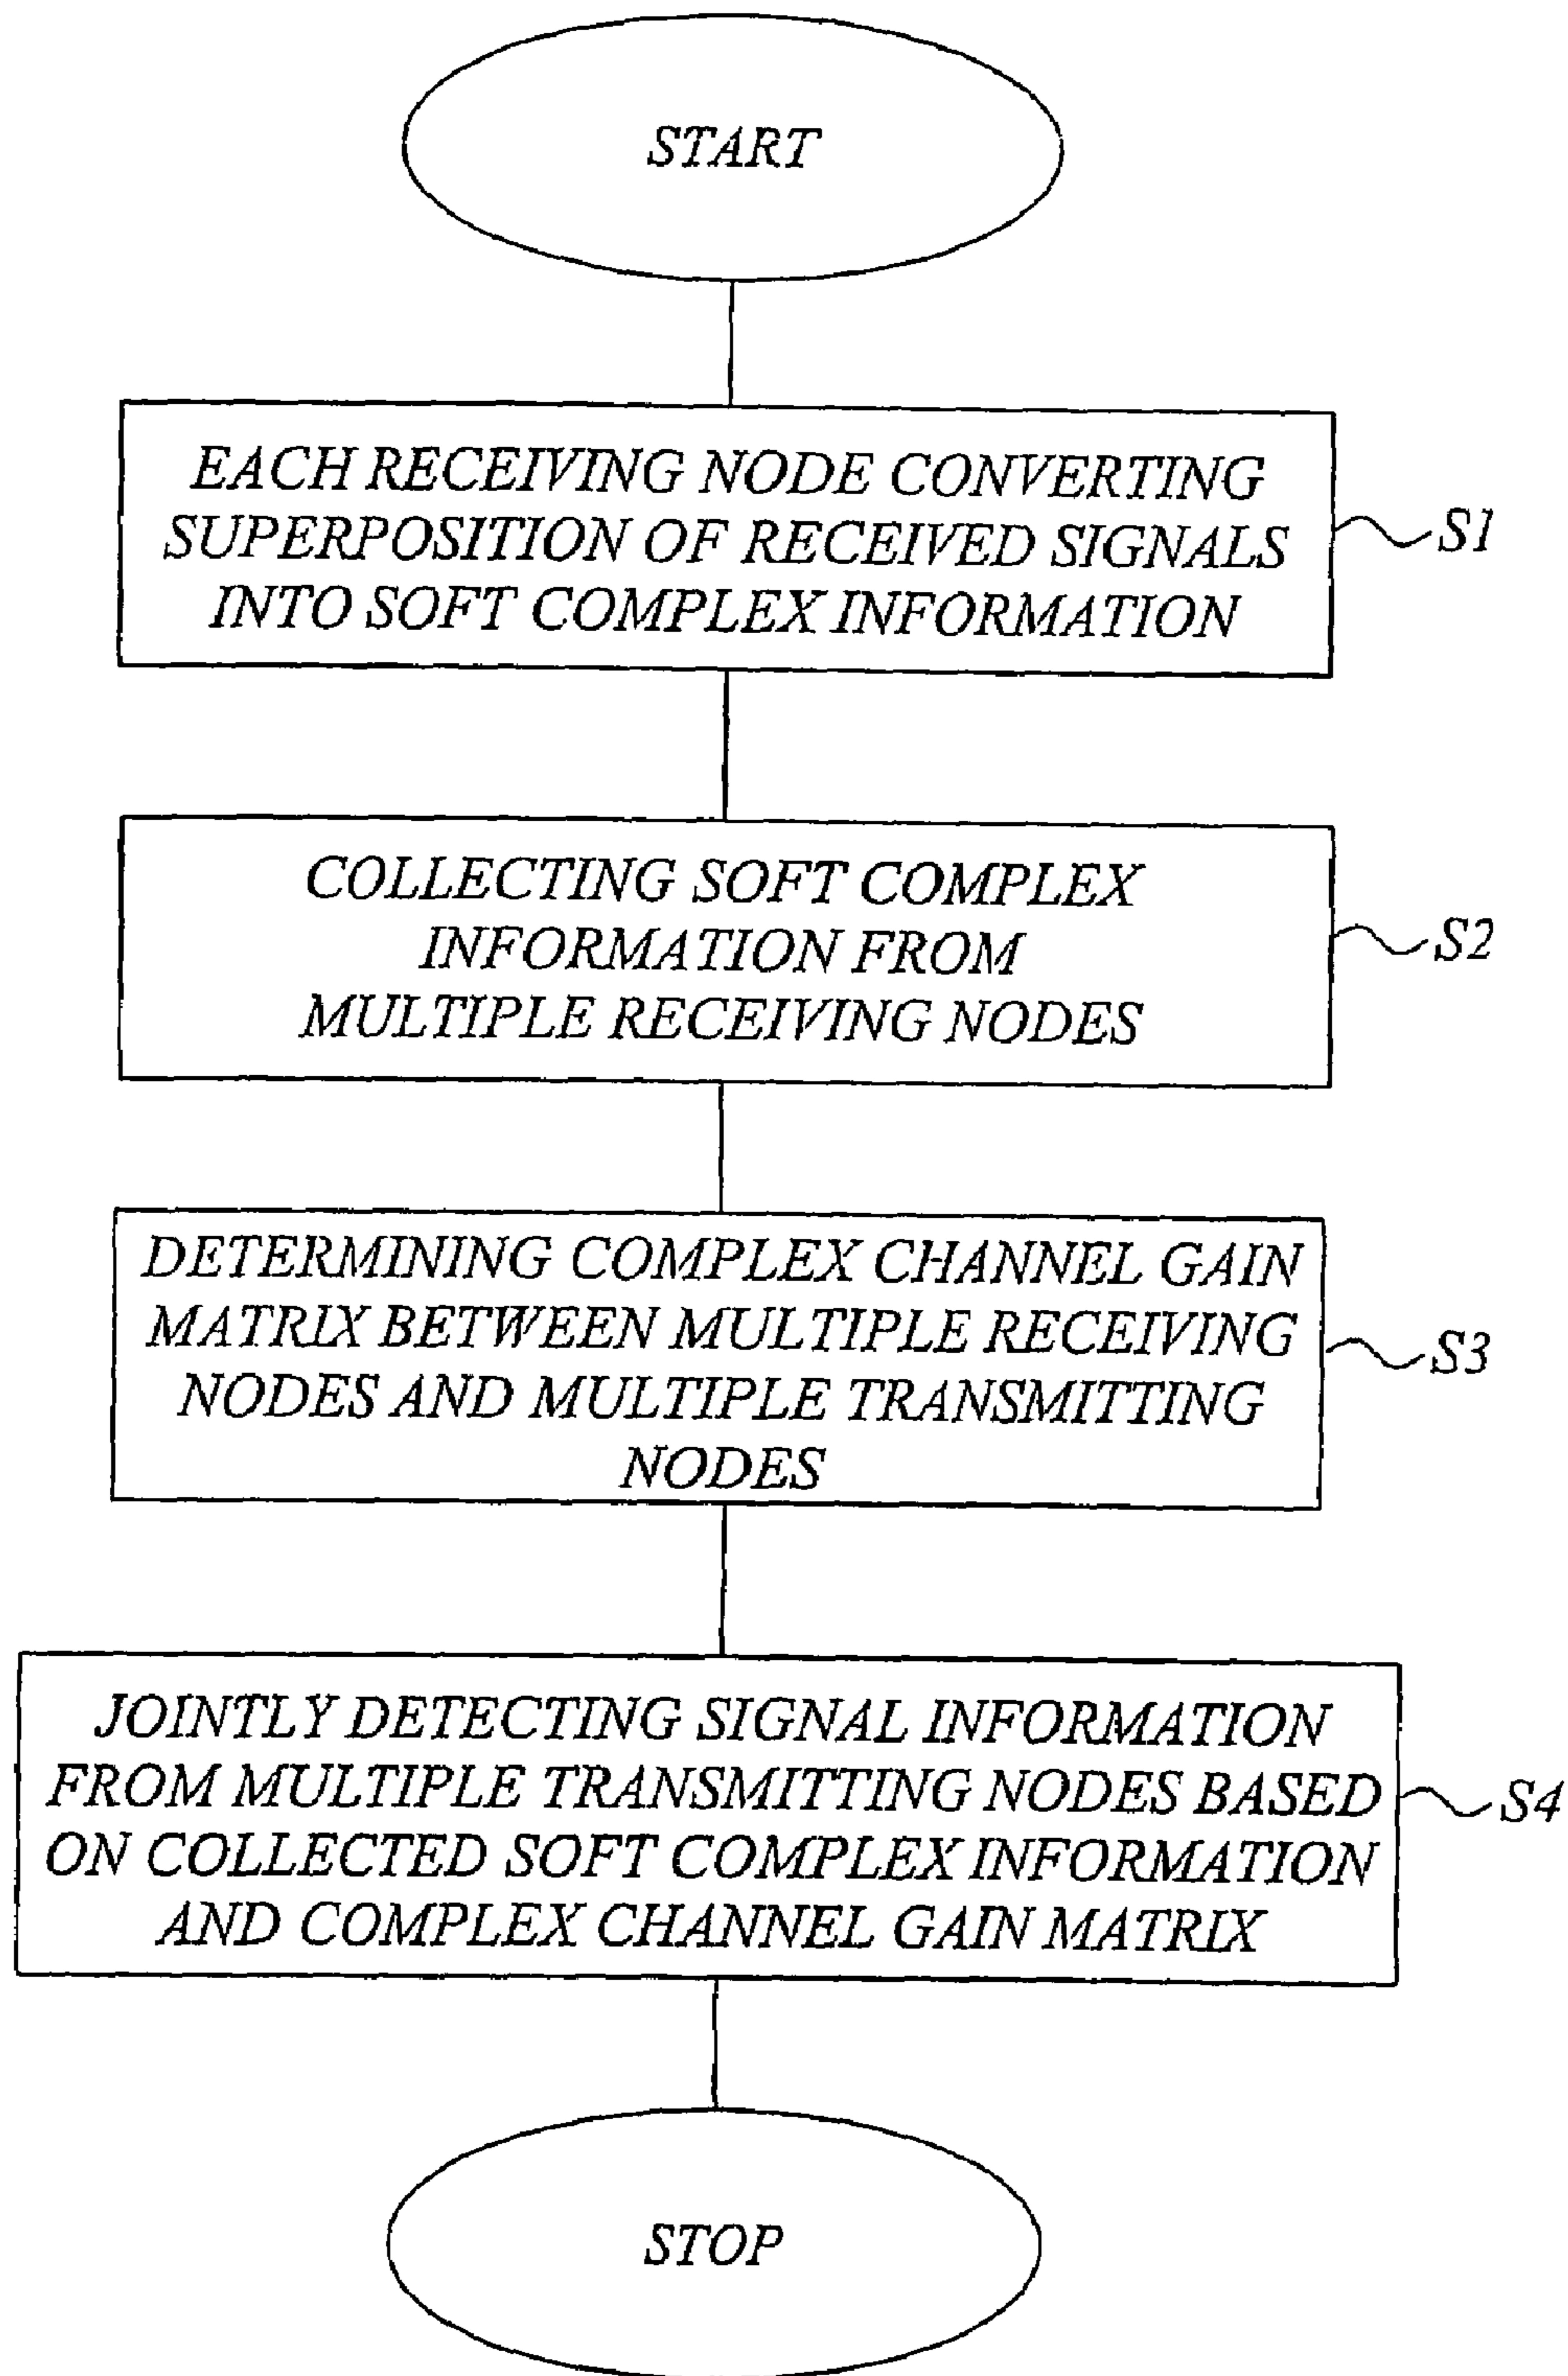 START
EACH RECEIVING NODE CONVERTING
SUPERPOSITION OF RECEIVED SIGNALS
INTO SOFT COMPLEX INFORMATION
S1
COLLECTING SOFT COMPLEX
INFORMATION FROM
MULTIPLE RECEIVING NODES
S2
DETERMINING COMPLEX CHANNEL GAIN
MATRIX BETWEEN MULTIPLE RECEIVING
NODES AND MULTIPLE TRANSMITTING
NODES
S3
JOINTLY DETECTING SIGNAL INFORMATION
FROM MULTIPLE TRANSMITTING NODES BASED
ON COLLECTED SOFT COMPLEX INFORMATION
AND COMPLEX CHANNEL GAIN MATRIX
S4
STOP